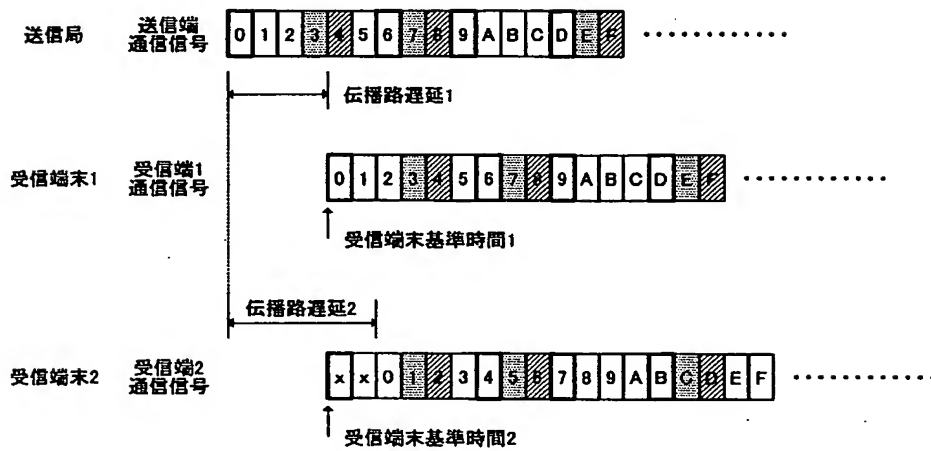 送信局
送信端
通信信号
0 1 2 3 4 5 6 7 8 9 A B C D E F ・・・・・・・・・・・・
伝播路遅延1
受信端末1
受信端1
通信信号
0 1 2 3 4 5 6 7 8 9 A B C D E F ・・・・・・・・・・・・
受信端末基準時間1
伝播路遅延2
受信端末2
受信端2
通信信号
x x 0 1 2 3 4 5 6 7 8 9 A B C D E F ・・・・・・・・・・・・
受信端末基準時間2